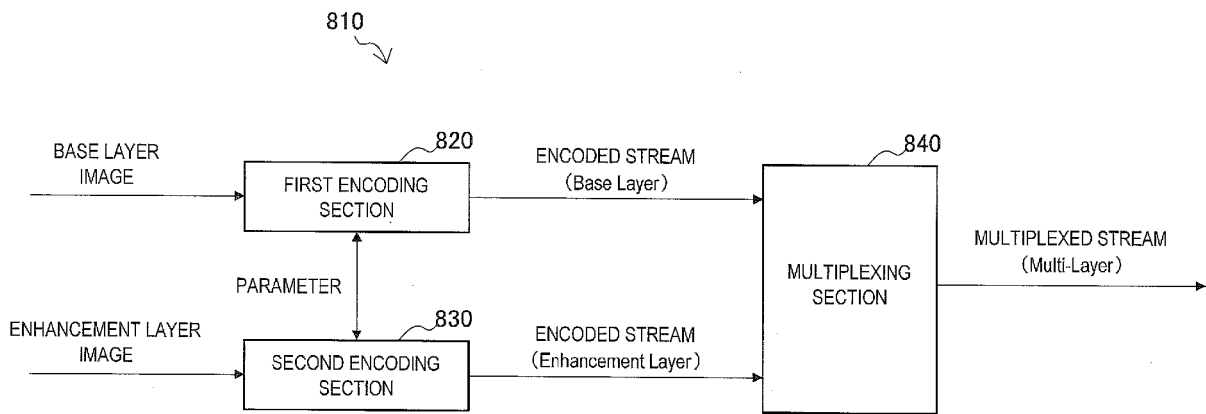 810
BASE LAYER
IMAGE
820
FIRST ENCODING
SECTION
ENCODED STREAM
(Base Layer)
840
MULTIPLEXING
SECTION
MULTIPLEXED STREAM
(Multi-Layer)
PARAMETER
ENHANCEMENT LAYER
IMAGE
830
SECOND ENCODING
SECTION
ENCODED STREAM
(Enhancement Layer)